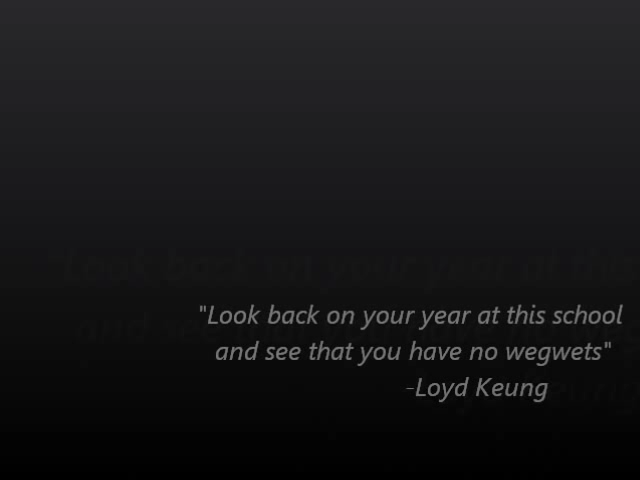 "Look back on your year at this school
and see that you have no wegwets"
-Loyd Keung